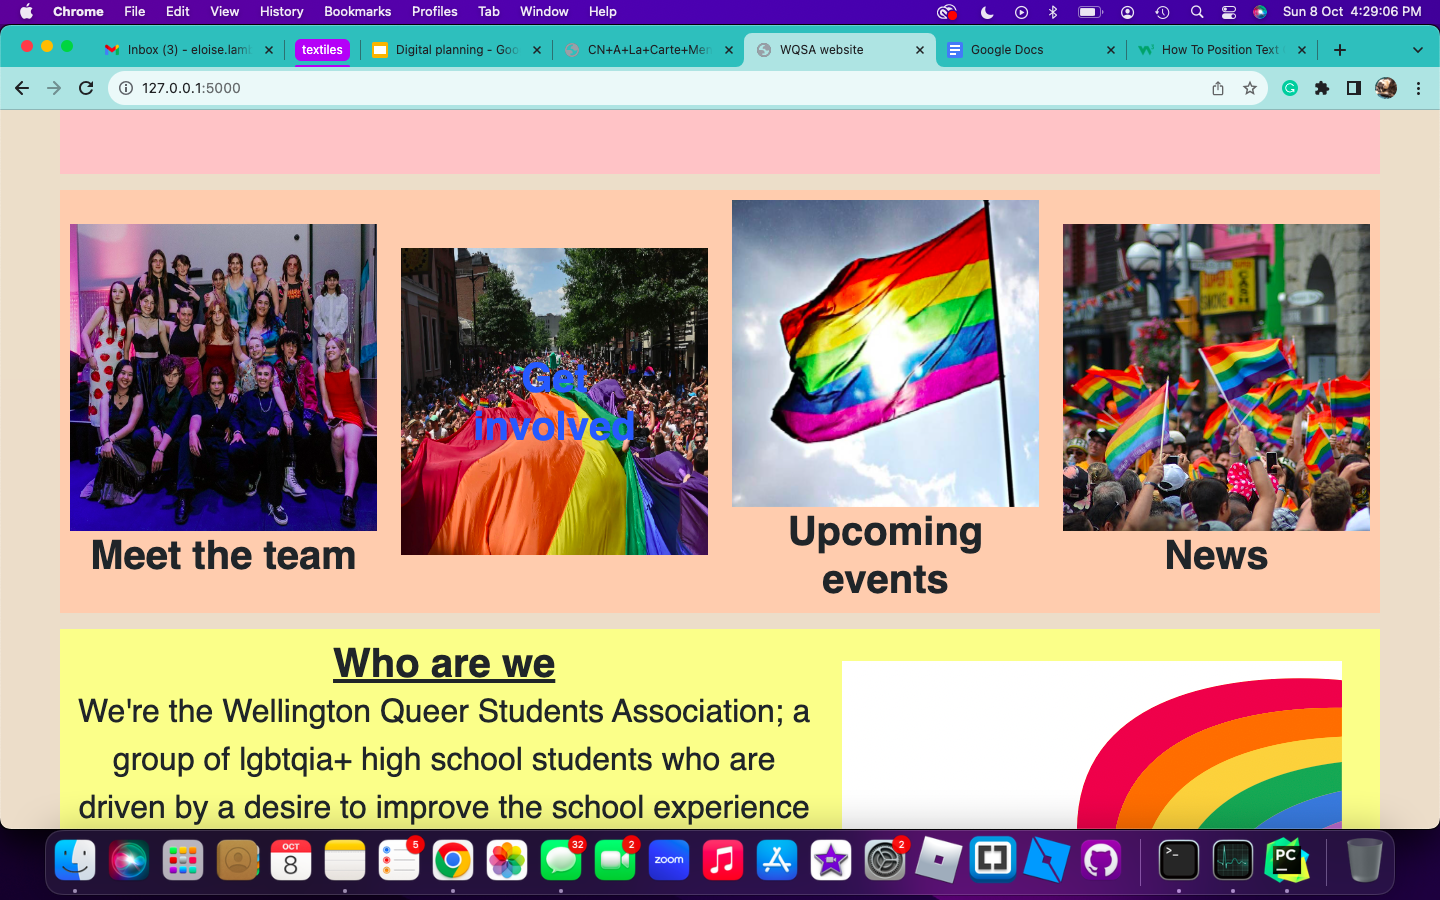 Chrome File Edit View History Bookmarks Profiles Tab Window Help Sun 8 Oct 4:29:06 PM
Inbox (3) - eloise.lam textiles Digital planning - Goo CN+A+La+Carte+Men WQSA website Google Docs How To Position Text
127.0.0.1:5000
Get
involved
Meet the team
Upcoming
events
News
Who are we
We're the Wellington Queer Students Association; a
group of lgbtqia+ high school students who are
driven by a desire to improve the school experience
OCT
8
5
32
2
zoom
2
>_
PC